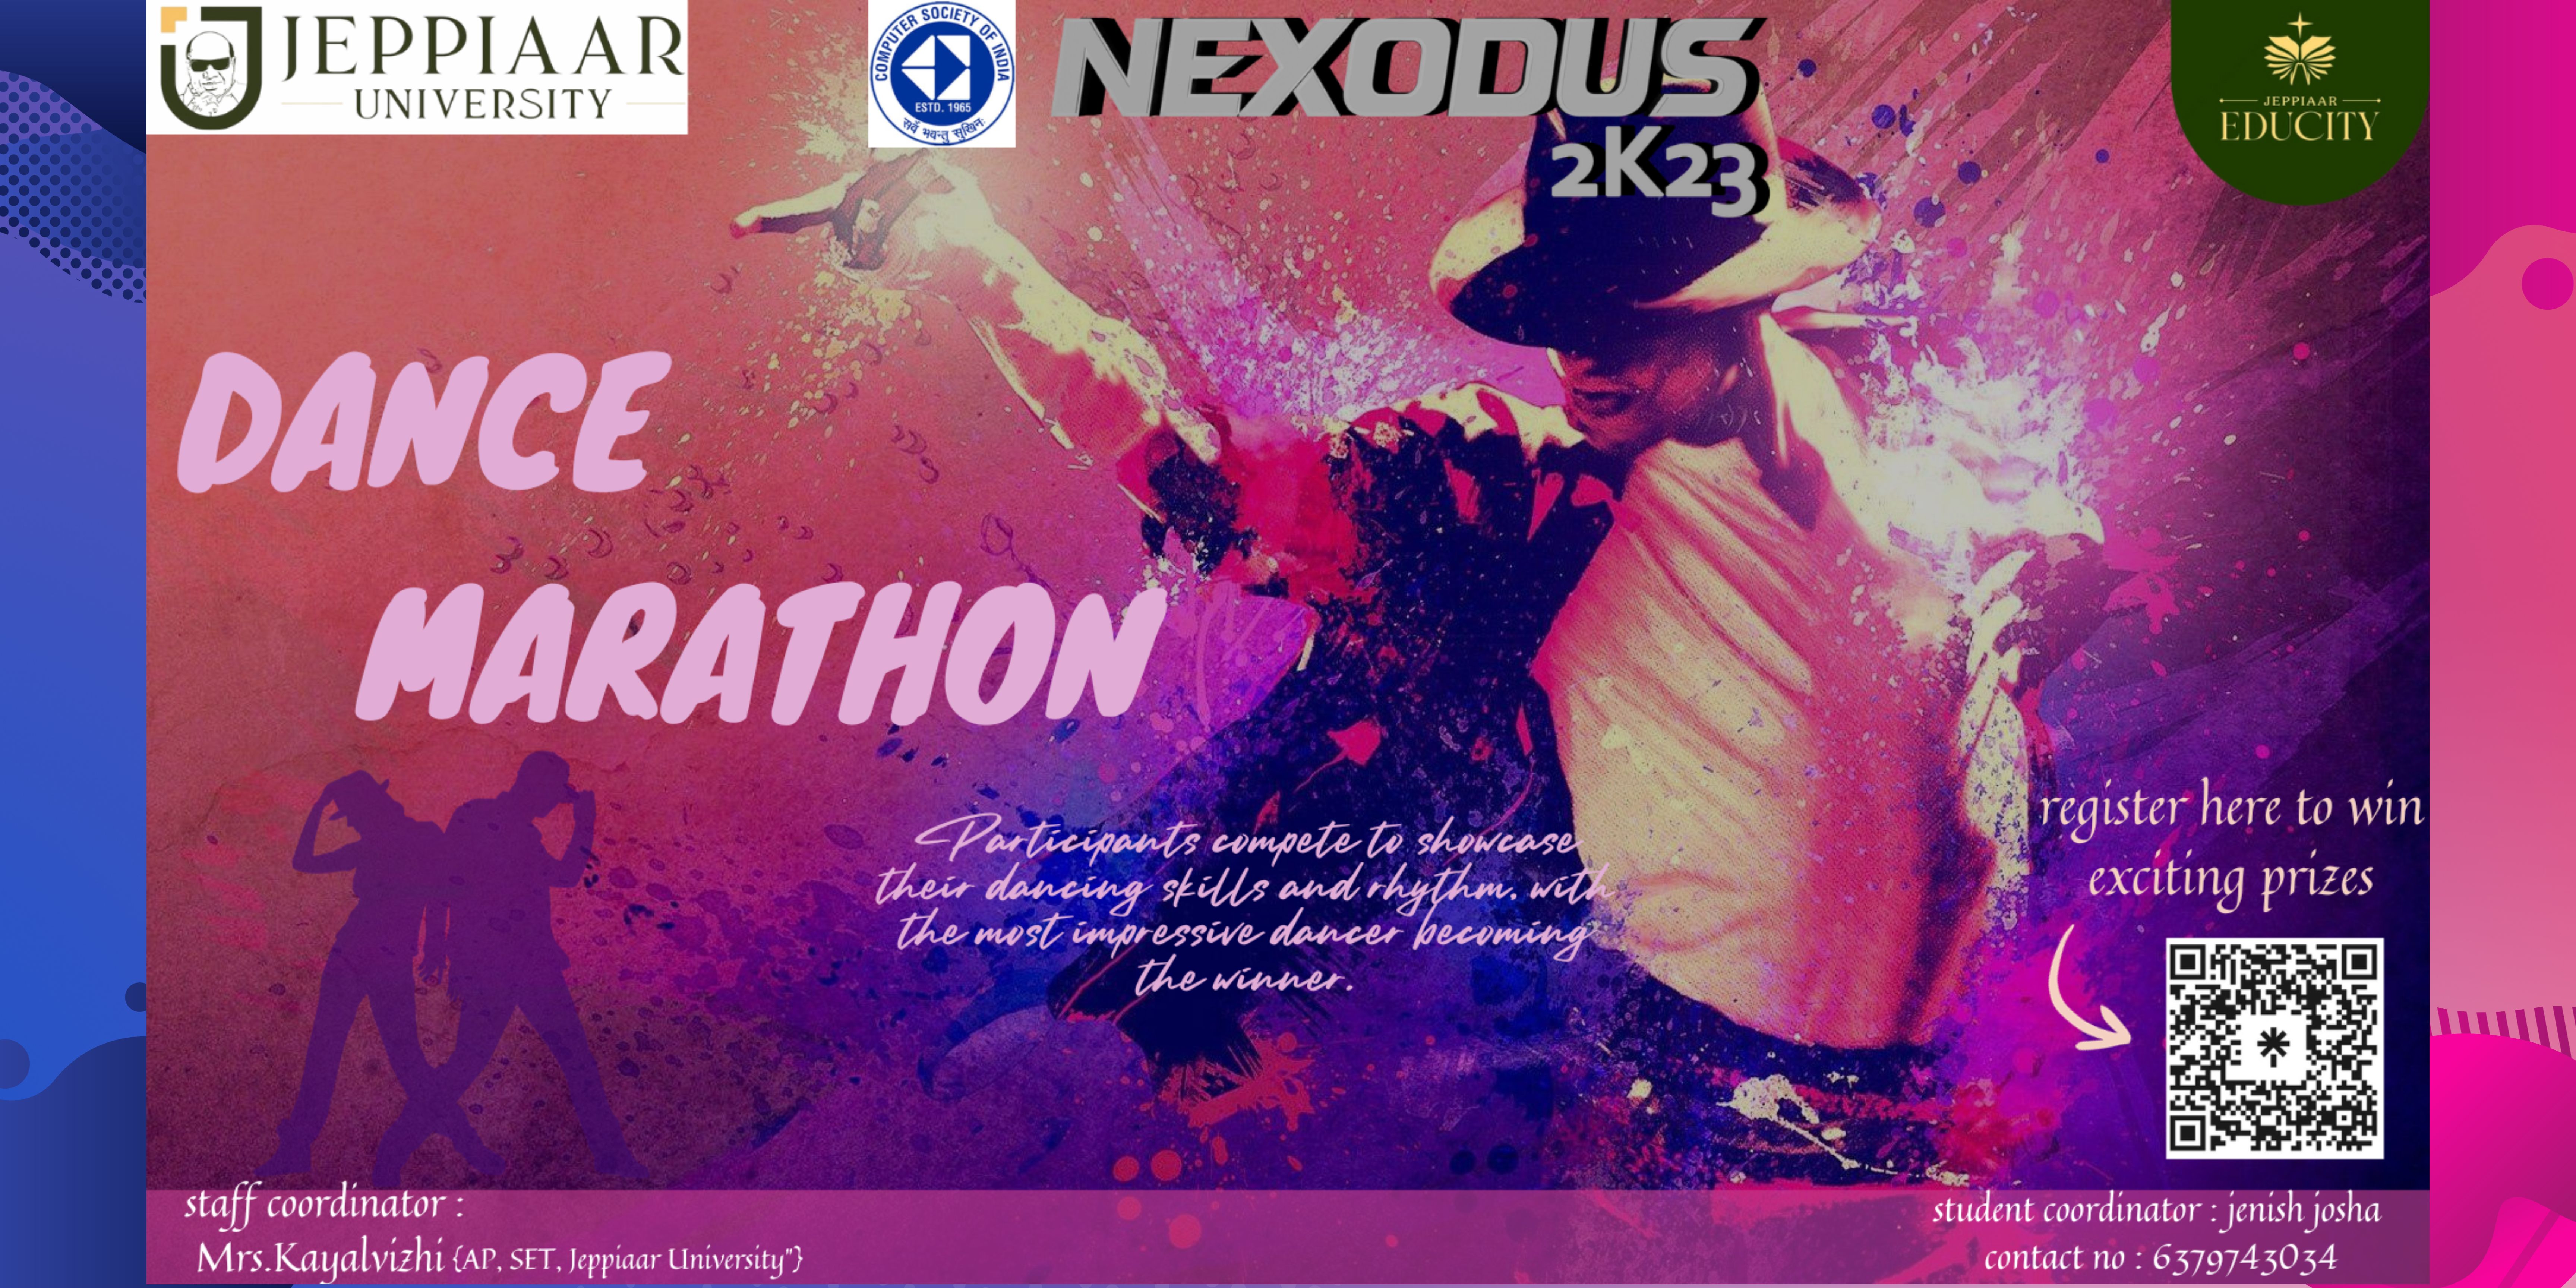 JEPPIAAR
UNIVERSITY
COMPUTER SOCIETY OF INDIA
ESTD. 1965
सर्वे भवन्तु सुखिनः
NEXODUS
2K23
JEPPIAAR
EDUCITY
DANCE
MARATHON
Participants compete to showcase
their dancing skills and rhythm. with
the most impressive dancer becoming
the winner.
register here to win
exciting prizes
staff coordinator :
Mrs.Kayalvizhi {AP, SET, Jeppiaar University"}
student coordinator : jenish josha
contact no : 6379743034